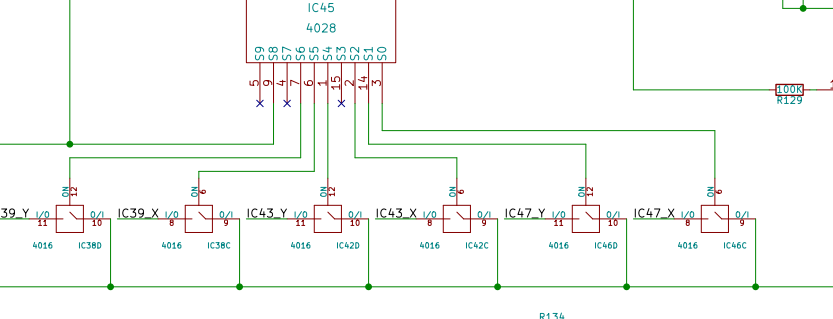 IC45
4028
S9 S8 S7 S6 S5 S4 S3 S2 S1 S0
5 9 4 7 6 1 15 2 14 3
100K
R129
ON 12 ON 6 ON 12 ON 6 ON 12 ON 6
39_Y I/O O/I IC39_X I/O O/I IC43_Y I/O O/I IC43_X I/O O/I IC47_Y I/O O/I IC47_X I/O O/I
11 10 8 9 11 10 8 9 11 10 8 9
4016 IC38D 4016 IC38C 4016 IC42D 4016 IC42C 4016 IC46D 4016 IC46C
R134